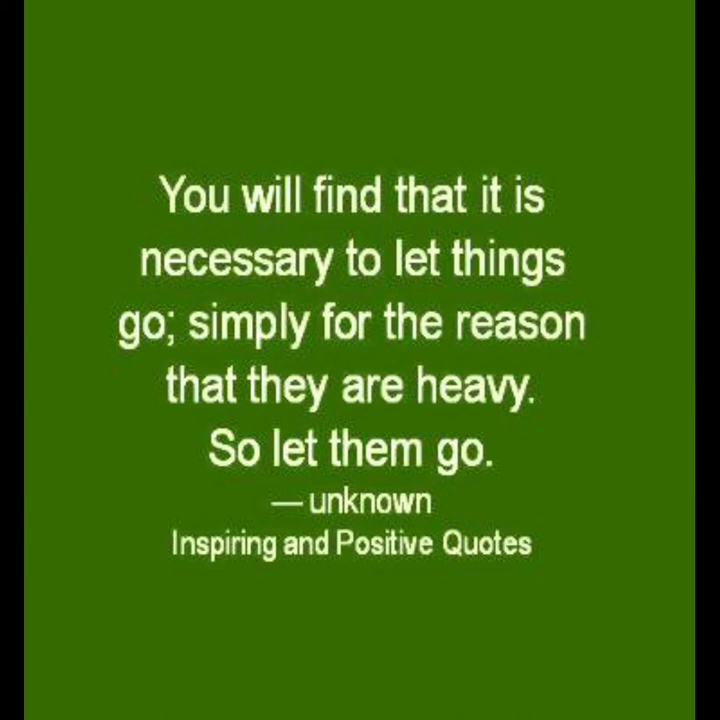 You will find that it is
necessary to let things
go; simply for the reason
that they are heavy.
So let them go.
— unknown
Inspiring and Positive Quotes